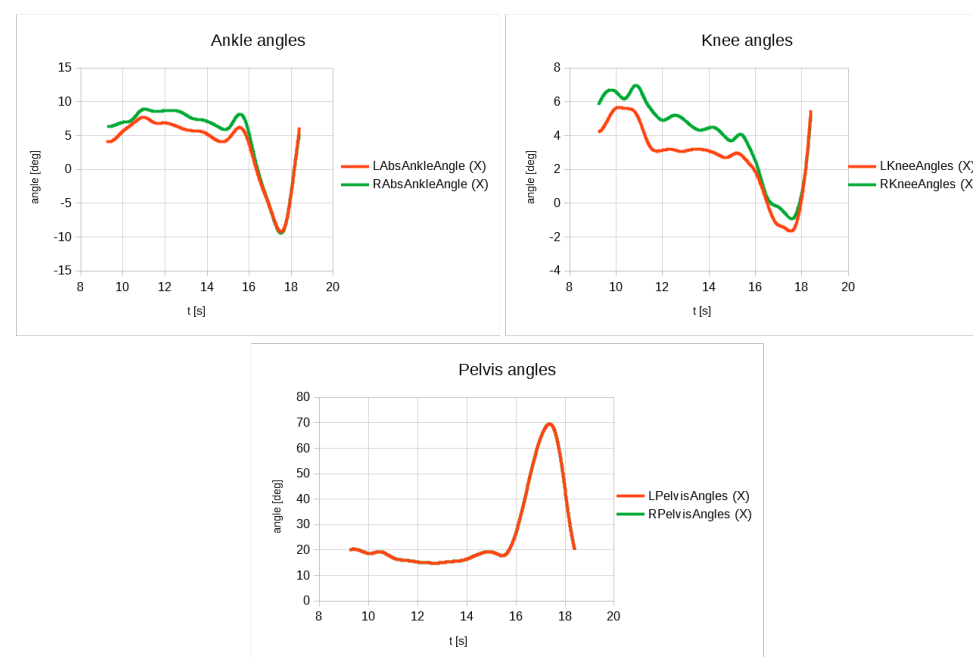 Ankle angles
15
10
5
0
-5
-10
-15
angle [deg]
8 10 12 14 16 18 20
t [s]
LAbsAnkleAngle (X)
RAbsAnkleAngle (X)
Knee angles
8
6
4
2
0
-2
-4
angle [deg]
8 10 12 14 16 18 20
t [s]
LKneeAngles (X)
RKneeAngles (X
Pelvis angles
80
70
60
50
40
30
20
10
0
angle [deg]
8 10 12 14 16 18 20
t [s]
LPelvisAngles (X)
RPelvisAngles (X)